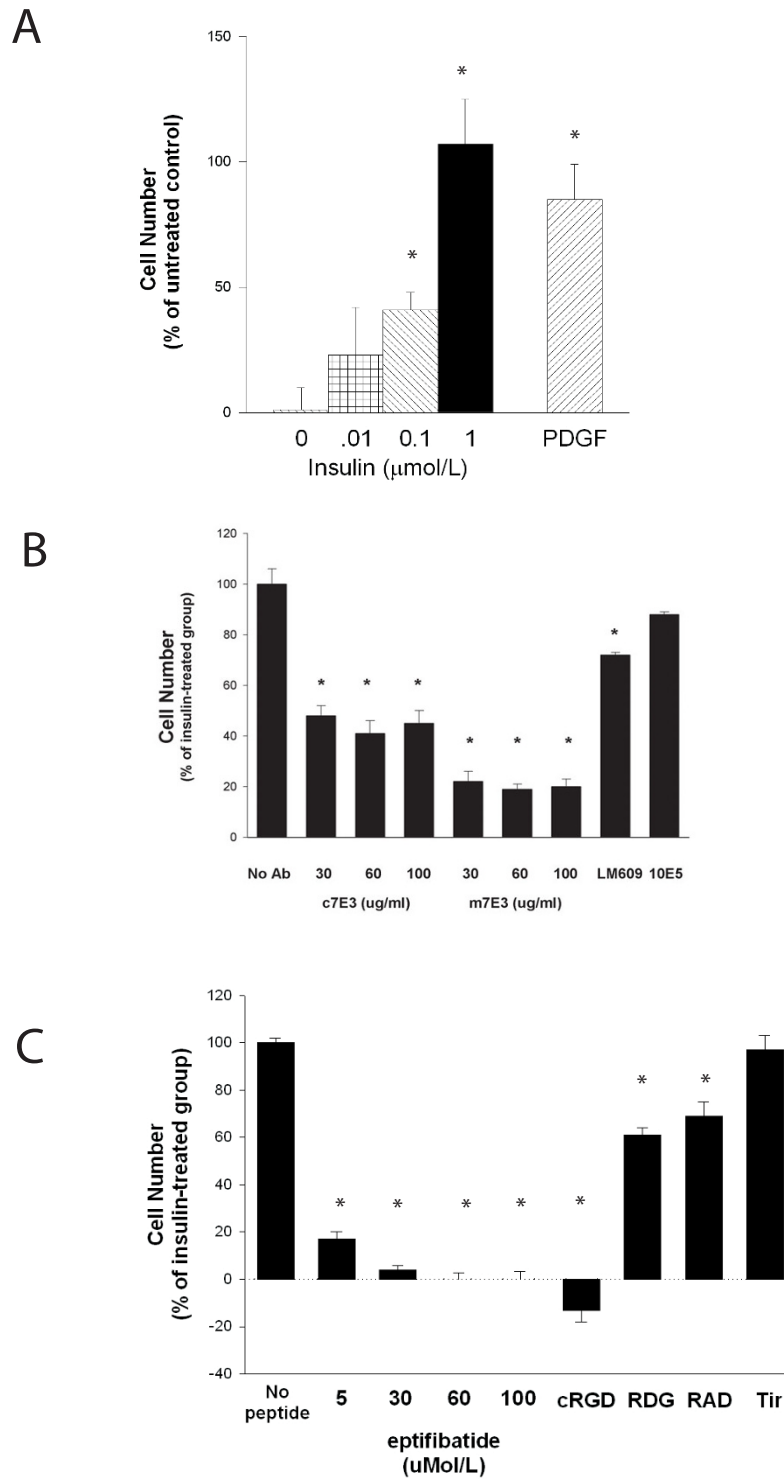 A
150
100
50
0
Cell Number
(% of untreated control)
*
*
*
0 .01 0.1 1 PDGF
Insulin (μmol/L)
B
120
100
80
60
40
20
0
Cell Number
(% of insulin-treated group)
* * * * * * *
No Ab 30 60 100 30 60 100 LM609 10E5
c7E3 (ug/ml) m7E3 (ug/ml)
C
120
100
80
60
40
20
0
-20
-40
Cell Number
(% of insulin-treated group)
* * * * * * *
No
peptide
5 30 60 100 cRGD RDG RAD Tir
eptifibatide
(uMol/L)